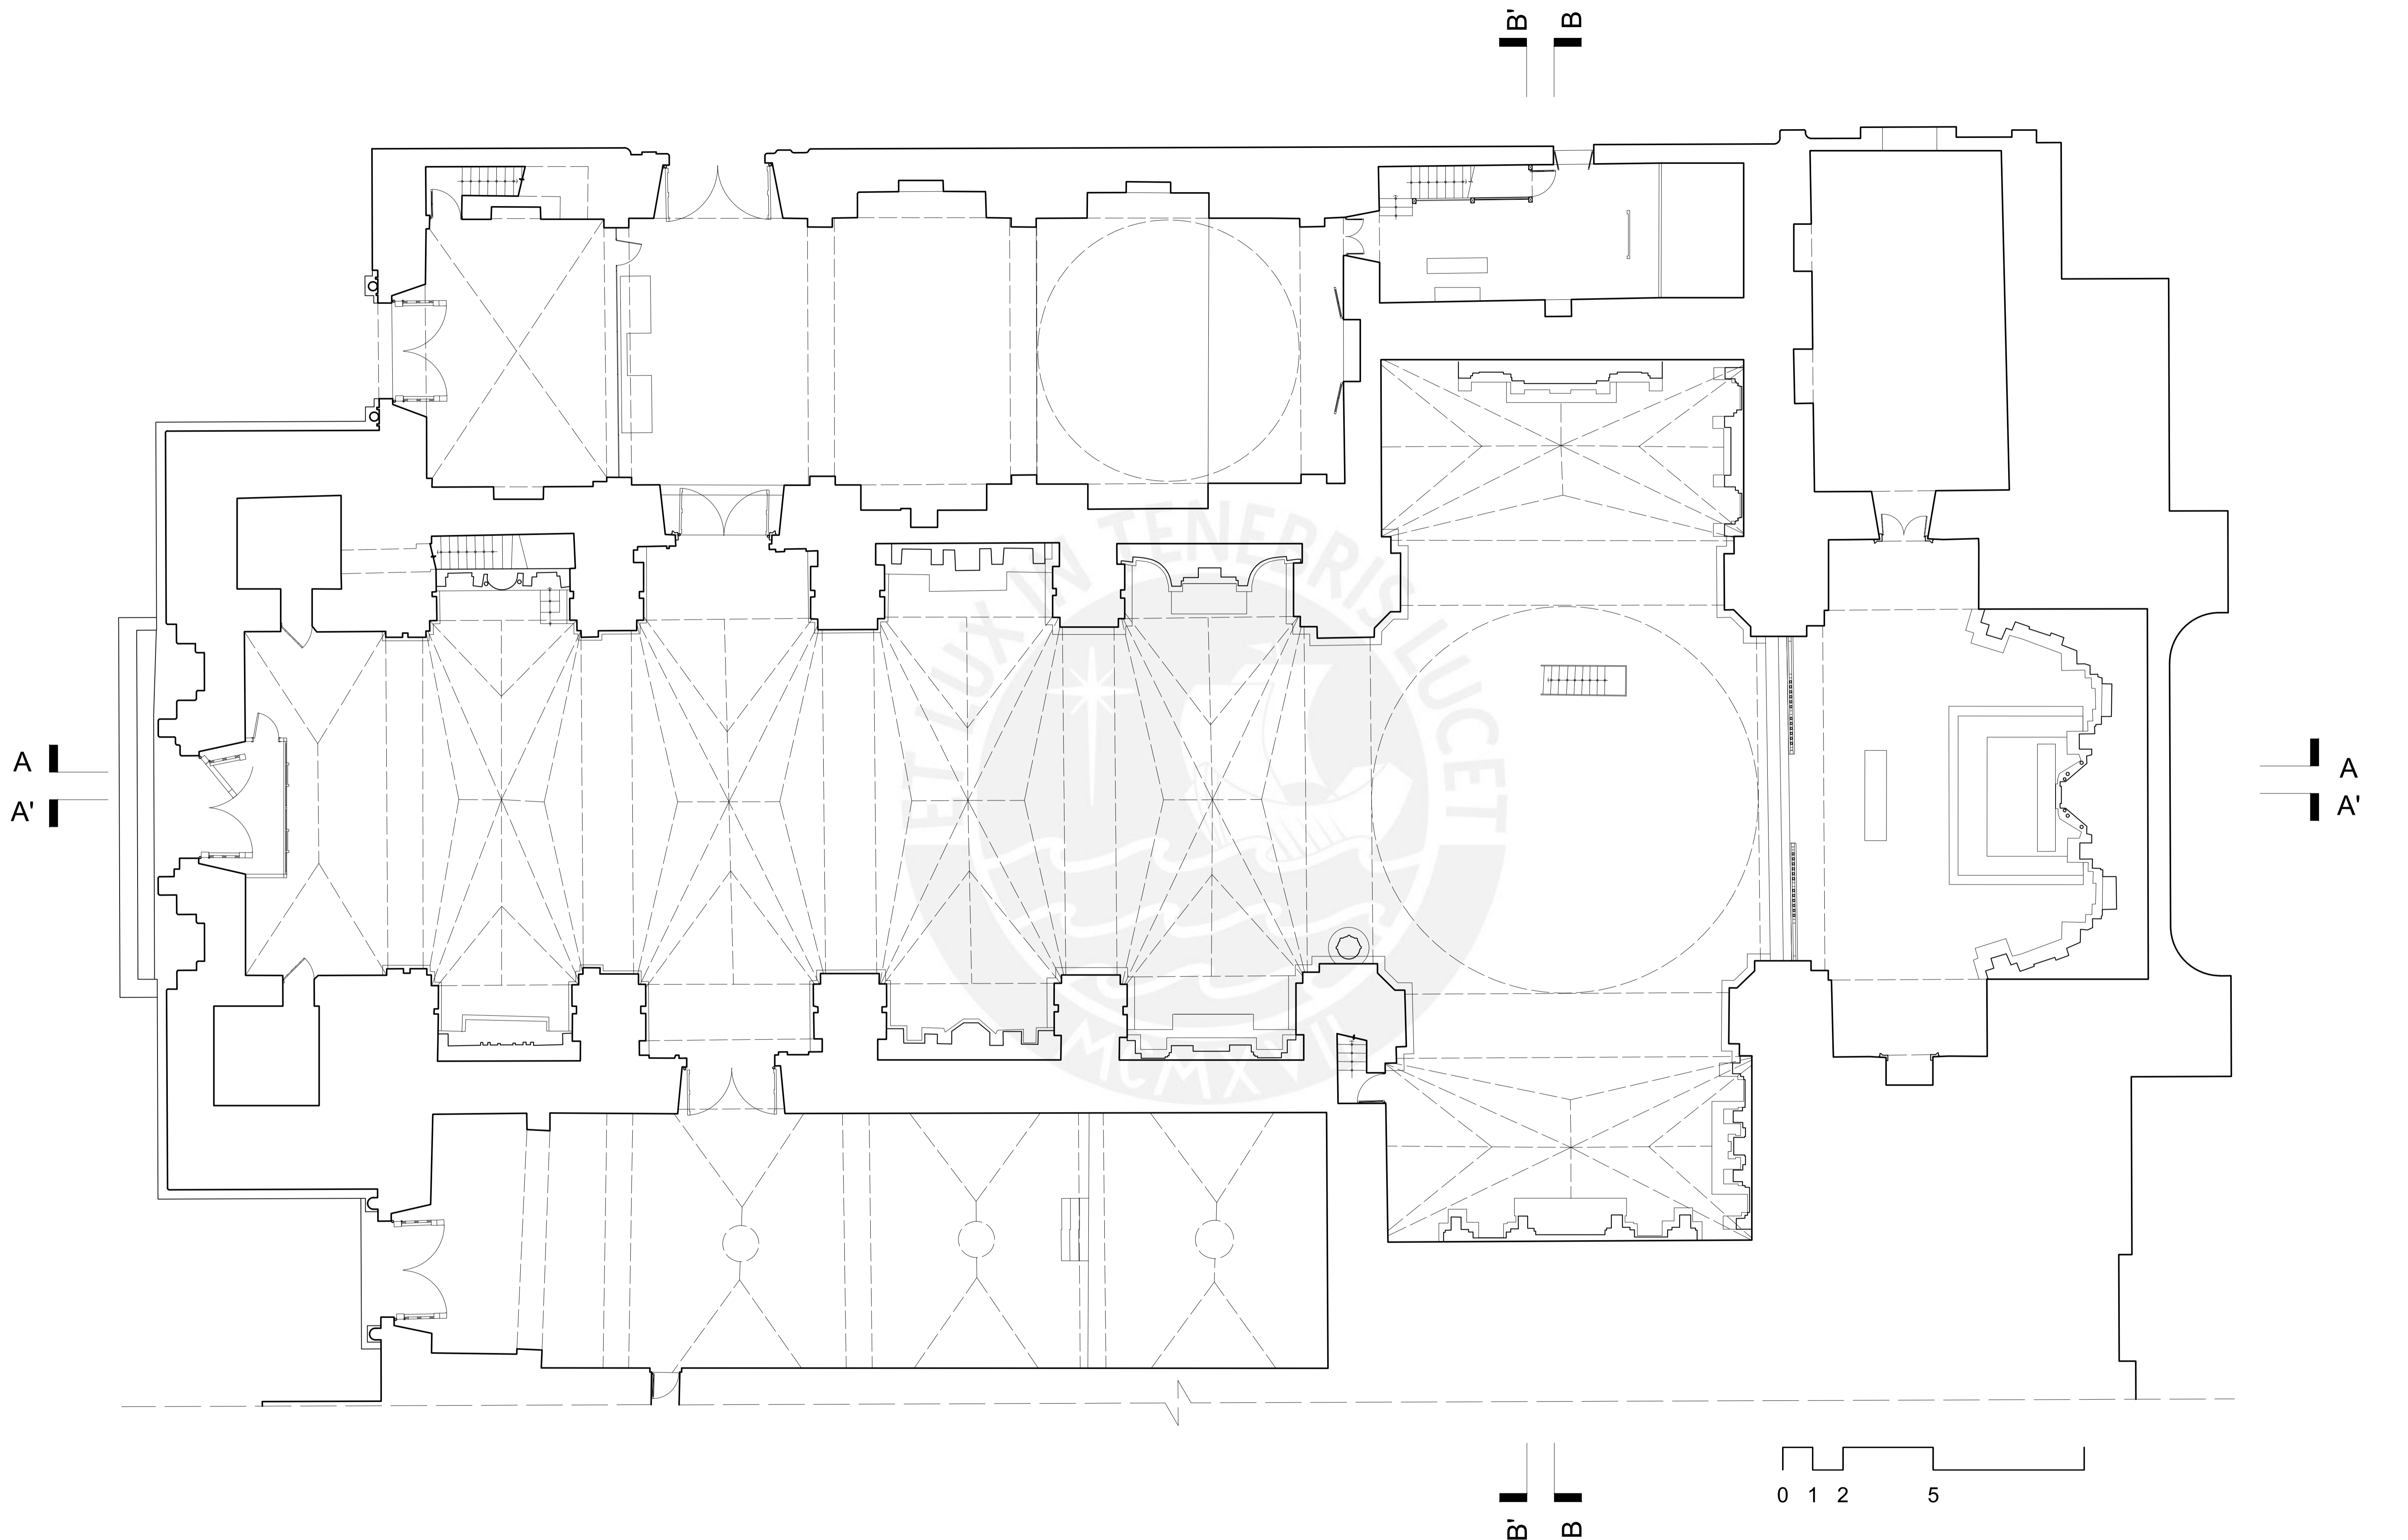 B' B
ET LUX IN TENEBRIS LUCET
A A
A' A'
MCMXVII
0 1 2 5
B' B